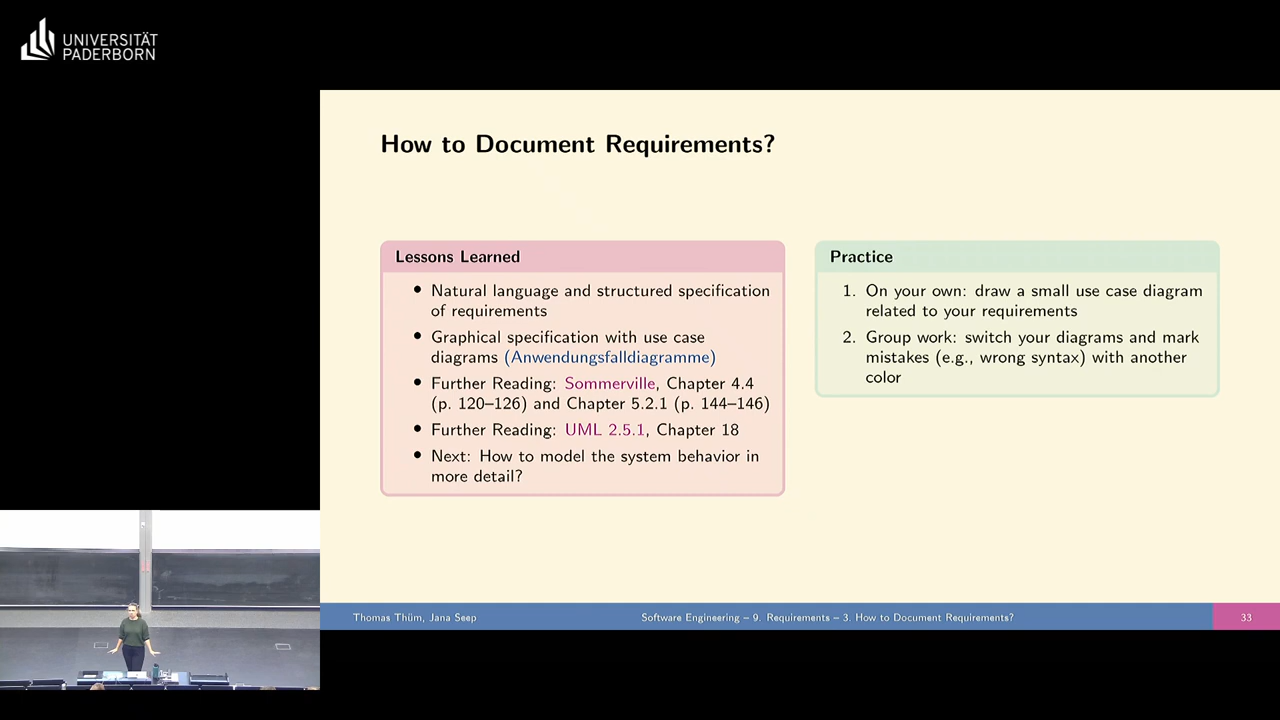 UNIVERSITÄT
PADERBORN
How to Document Requirements?
Lessons Learned
• Natural language and structured specification
of requirements
• Graphical specification with use case
diagrams (Anwendungsfalldiagramme)
• Further Reading: Sommerville, Chapter 4.4
(p. 120–126) and Chapter 5.2.1 (p. 144–146)
• Further Reading: UML 2.5.1, Chapter 18
• Next: How to model the system behavior in
more detail?
Practice
1. On your own: draw a small use case diagram
related to your requirements
2. Group work: switch your diagrams and mark
mistakes (e.g., wrong syntax) with another
color
Thomas Thüm, Jana Seep
Software Engineering – 9. Requirements – 3. How to Document Requirements?
33